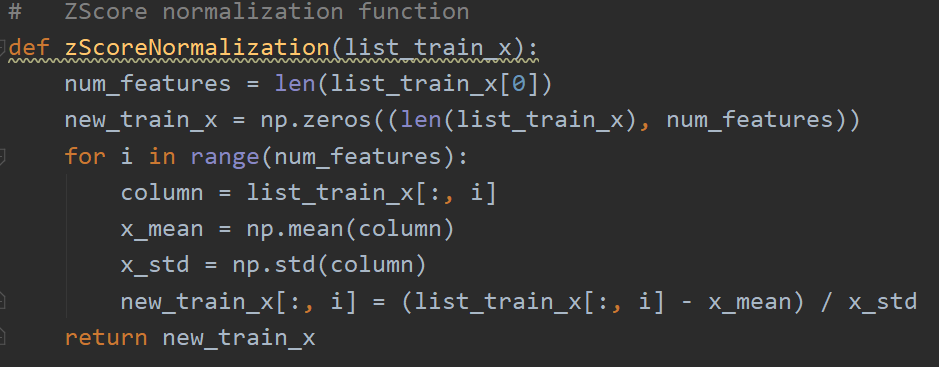 #   ZScore normalization function
def zScoreNormalization(list_train_x):
    num_features = len(list_train_x[0])
    new_train_x = np.zeros((len(list_train_x), num_features))
    for i in range(num_features):
        column = list_train_x[:, i]
        x_mean = np.mean(column)
        x_std = np.std(column)
        new_train_x[:, i] = (list_train_x[:, i] - x_mean) / x_std
    return new_train_x